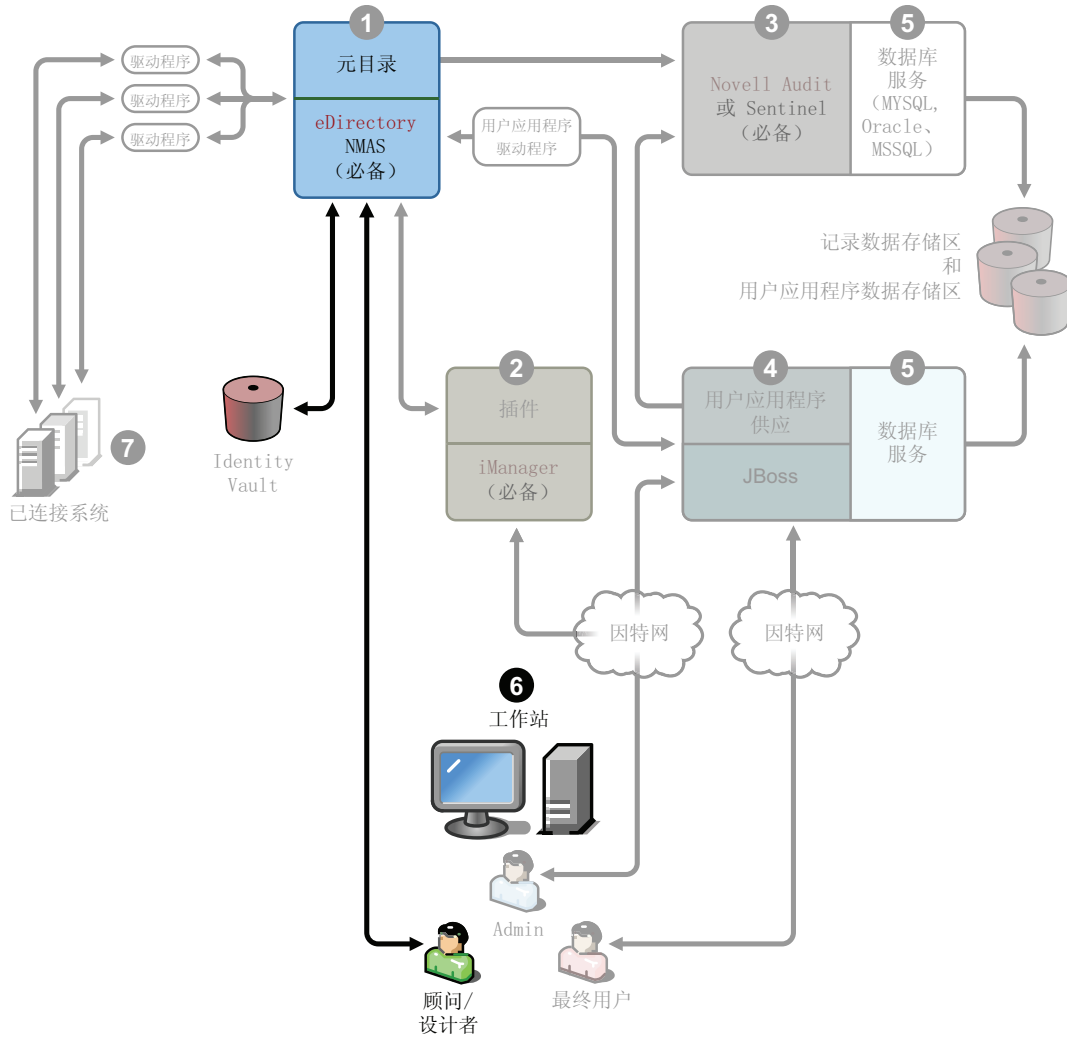 1
元目录
eDirectory
NMAS
(必备)
驱动程序
驱动程序
驱动程序
用户应用程序
驱动程序
3
Novell Audit
或 Sentinel
(必备)
5
数据库
服务
(MYSQL,
Oracle、
MSSQL)
记录数据存储区
和
用户应用程序数据存储区
2
插件
iManager
(必备)
4
用户应用程序
供应
JBoss
5
数据库
服务
Identity
Vault
7
已连接系统
因特网
因特网
6
工作站
Admin
顾问/
设计者
最终用户